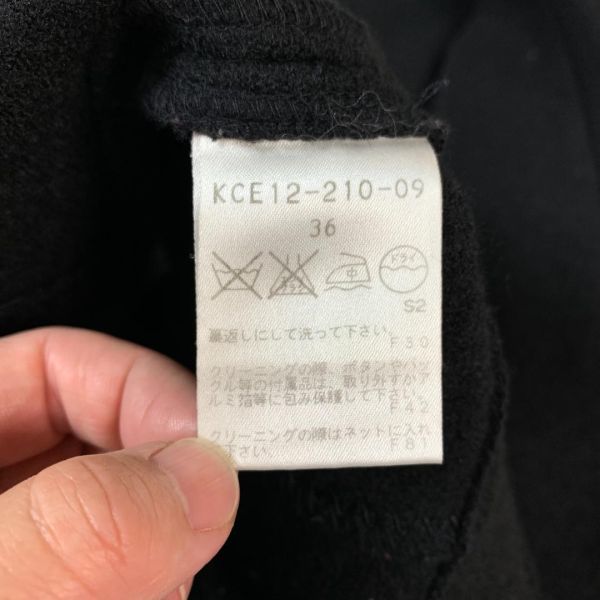 KCE12-210-09
36
中
ドライ
S2
裏返しにして洗って下さい。
F30
クリーニングの際、ボタンやバッ
クル等の付属品は、取り外すかア
ルミ箔等に包み保護して下さい。
F42
クリーニングの際はネットに入れ
て下さい。
F81